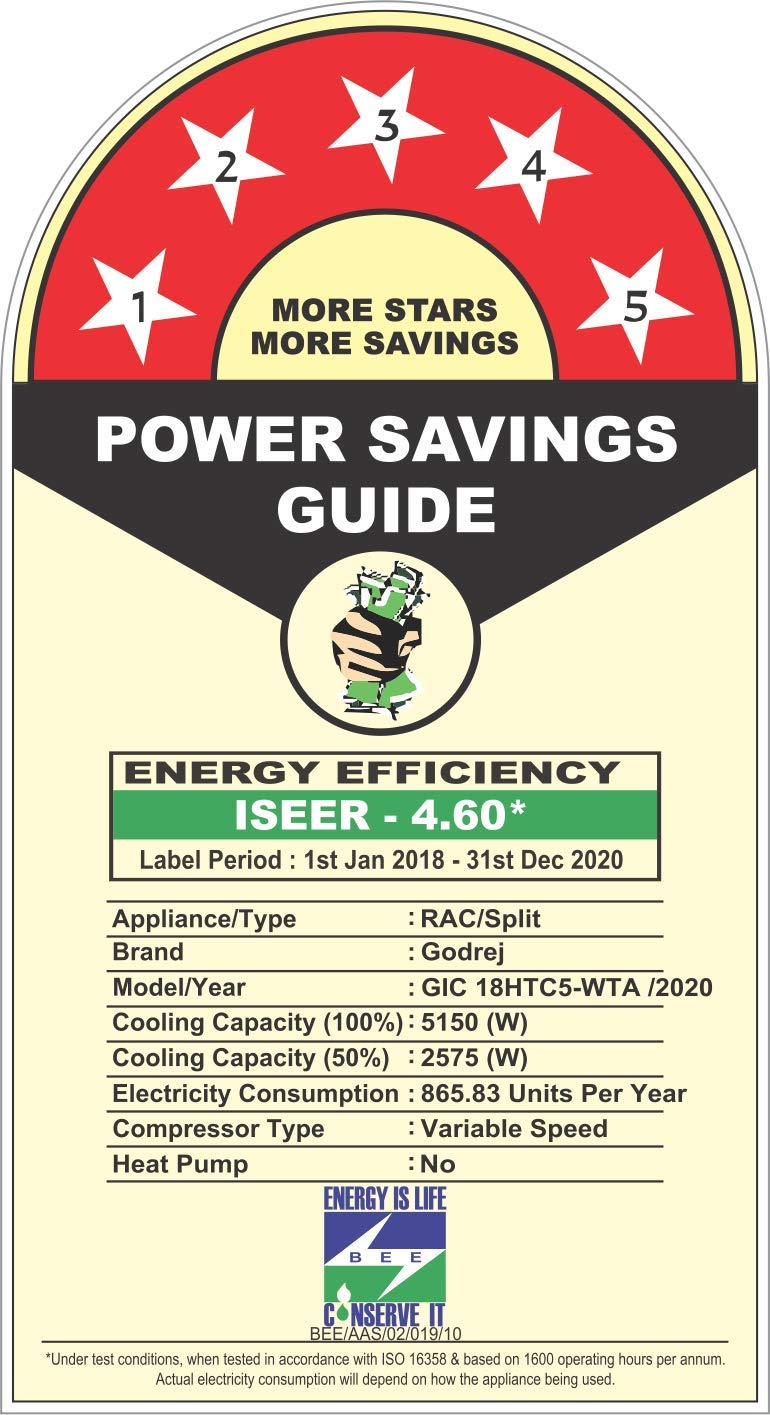 1
2
3
4
5
MORE STARS
MORE SAVINGS
POWER SAVINGS
GUIDE
ENERGY EFFICIENCY
ISEER - 4.60*
Label Period : 1st Jan 2018 - 31st Dec 2020
Appliance/Type : RAC/Split
Brand : Godrej
Model/Year : GIC 18HTC5-WTA /2020
Cooling Capacity (100%) : 5150 (W)
Cooling Capacity (50%) : 2575 (W)
Electricity Consumption : 865.83 Units Per Year
Compressor Type : Variable Speed
Heat Pump : No
ENERGY IS LIFE
B E E
CONSERVE IT
BEE/AAS/02/019/10
*Under test conditions, when tested in accordance with ISO 16358 & based on 1600 operating hours per annum.
Actual electricity consumption will depend on how the appliance being used.